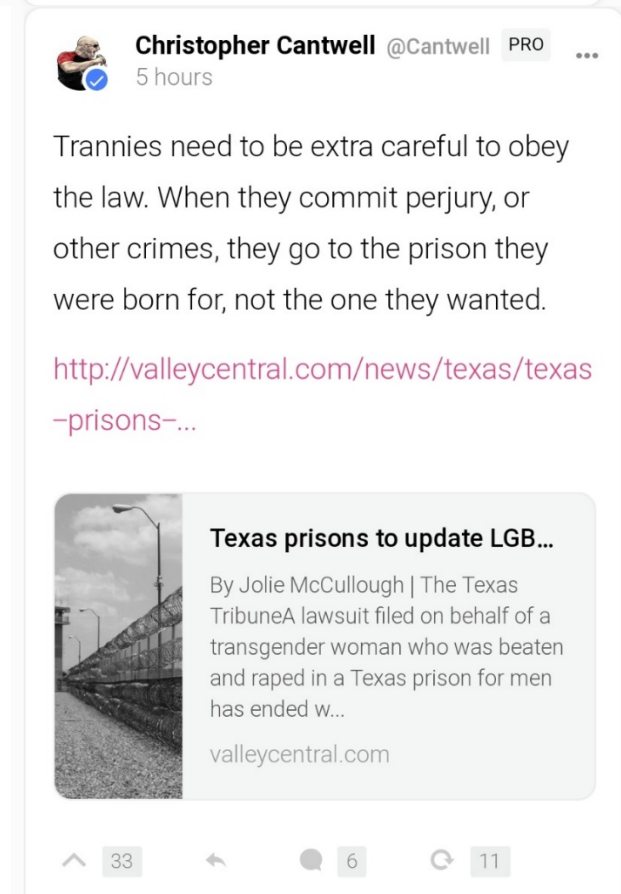 Christopher Cantwell @Cantwell PRO
5 hours
Trannies need to be extra careful to obey
the law. When they commit perjury, or
other crimes, they go to the prison they
were born for, not the one they wanted.
http://valleycentral.com/news/texas/texas
-prisons-...
Texas prisons to update LGB...
By Jolie McCullough | The Texas
TribuneA lawsuit filed on behalf of a
transgender woman who was beaten
and raped in a Texas prison for men
has ended w...
valleycentral.com
33 6 11